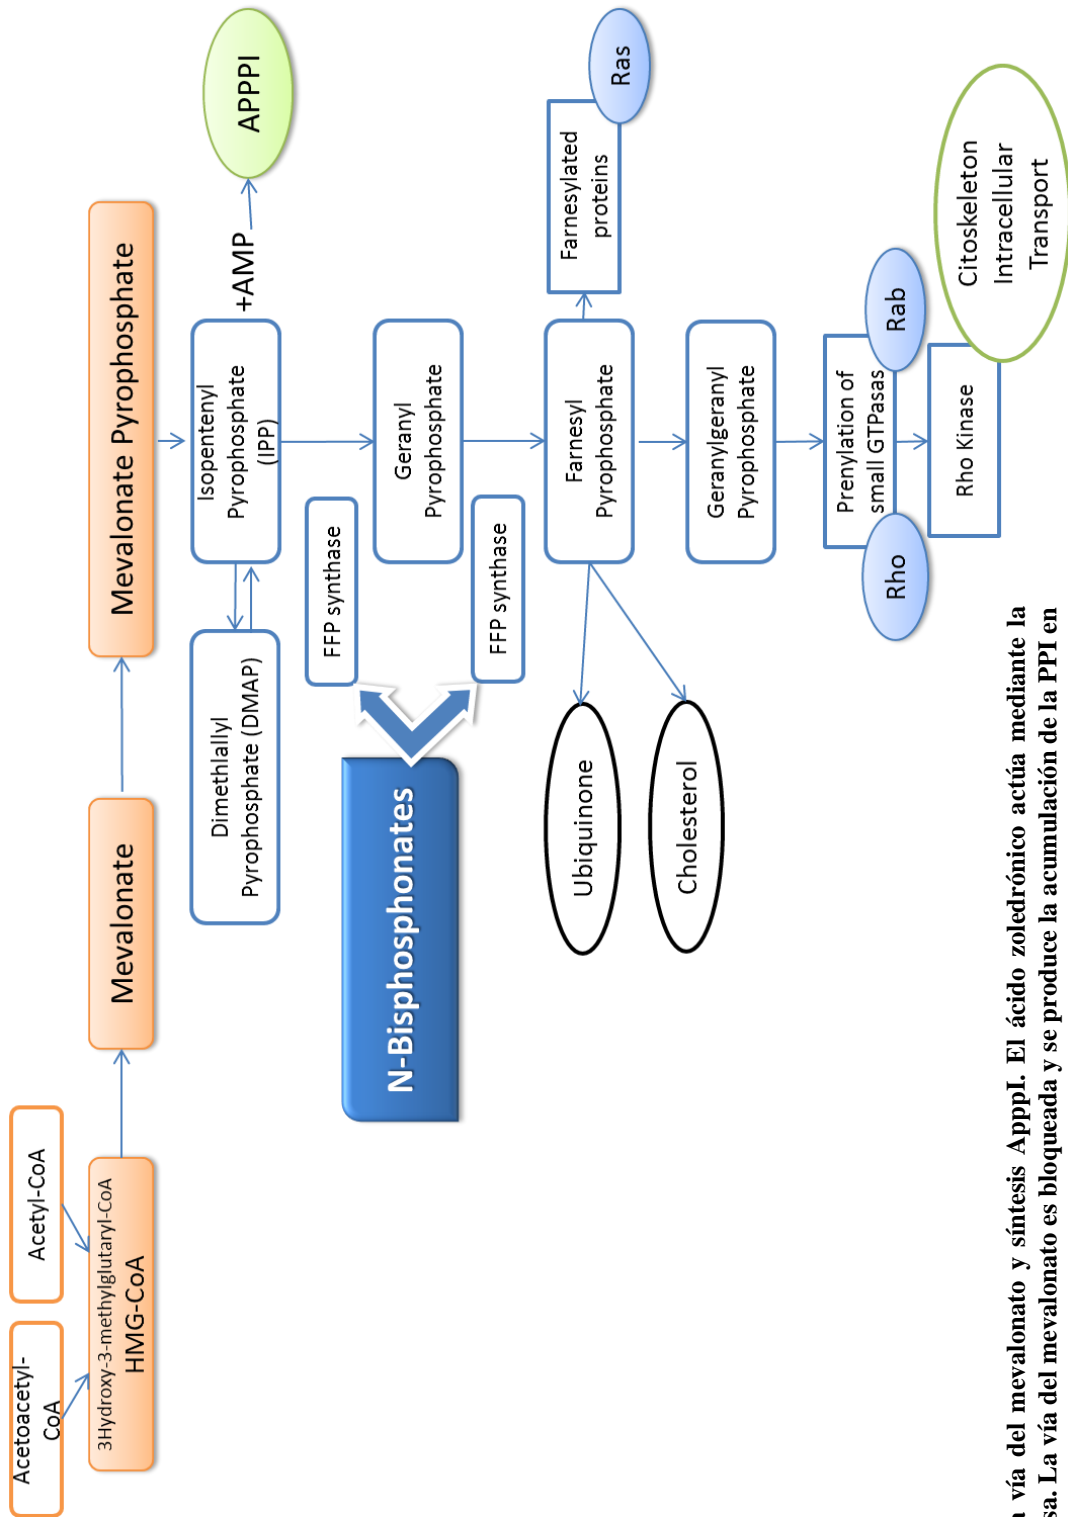 Acetoacetyl-
CoA
Acetyl-CoA
3Hydroxy-3-methylglutaryl-CoA
HMG-CoA
Mevalonate
Mevalonate Pyrophosphate
Dimethlallyl
Pyrophosphate (DMAP)
Isopentenyl
Pyrophosphate
(IPP)
+AMP
APPPI
FFP synthase
N-Bisphosphonates
Geranyl
Pyrophosphate
FFP synthase
Ubiquinone
Cholesterol
Farnesyl
Pyrophosphate
Farnesylated
proteins
Ras
Geranylgeranyl
Pyrophosphate
Prenylation of
small GTPasas
Rho
Rab
Rho Kinase
Citoskeleton
Intracellular
Transport
vía del mevalonato y síntesis ApppI. El ácido zoledrónico actúa mediante la
La vía del mevalonato es bloqueada y se produce la acumulación de la PPI en